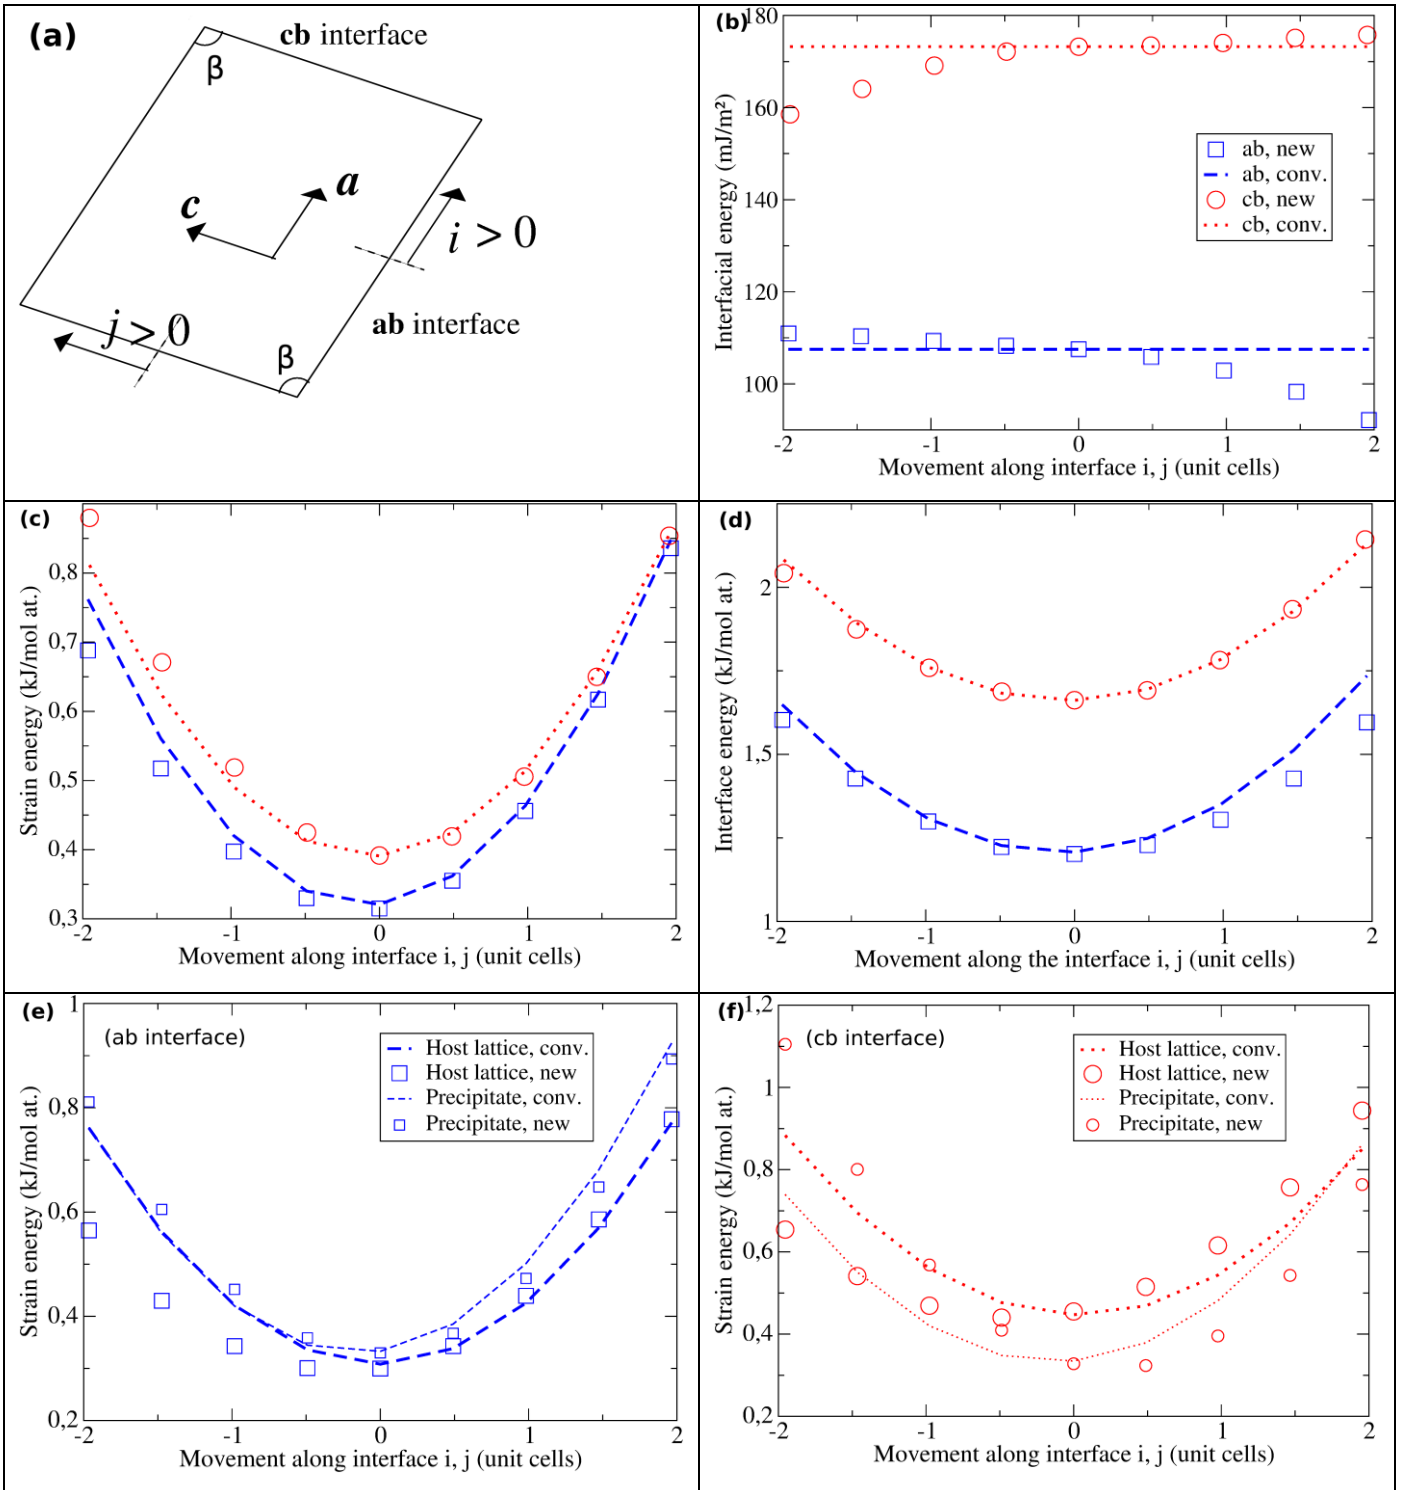 (a)
cb interface
β
a
c
i > 0
j > 0
ab interface
β
(b)
180
160
140
120
100
Interfacial energy (mJ/m²)
ab, new
ab, conv.
cb, new
cb, conv.
-2 -1 0 1 2
Movement along interface i, j (unit cells)
(c)
0,8
0,7
0,6
0,5
0,4
0,3
Strain energy (kJ/mol at.)
-2 -1 0 1 2
Movement along interface i, j (unit cells)
(d)
2
1,5
1
Interface energy (kJ/mol at.)
-2 -1 0 1 2
Movement along the interface i, j (unit cells)
(e)
(ab interface)
1
0,8
0,6
0,4
0,2
Strain energy (kJ/mol at.)
Host lattice, conv.
Host lattice, new
Precipitate, conv.
Precipitate, new
-2 -1 0 1 2
Movement along interface i, j (unit cells)
(f)
(cb interface)
1,2
1
0,8
0,6
0,4
0,2
Strain energy (kJ/mol at.)
Host lattice, conv.
Host lattice, new
Precipitate, conv.
Precipitate, new
-2 -1 0 1 2
Movement along interface i, j (unit cells)